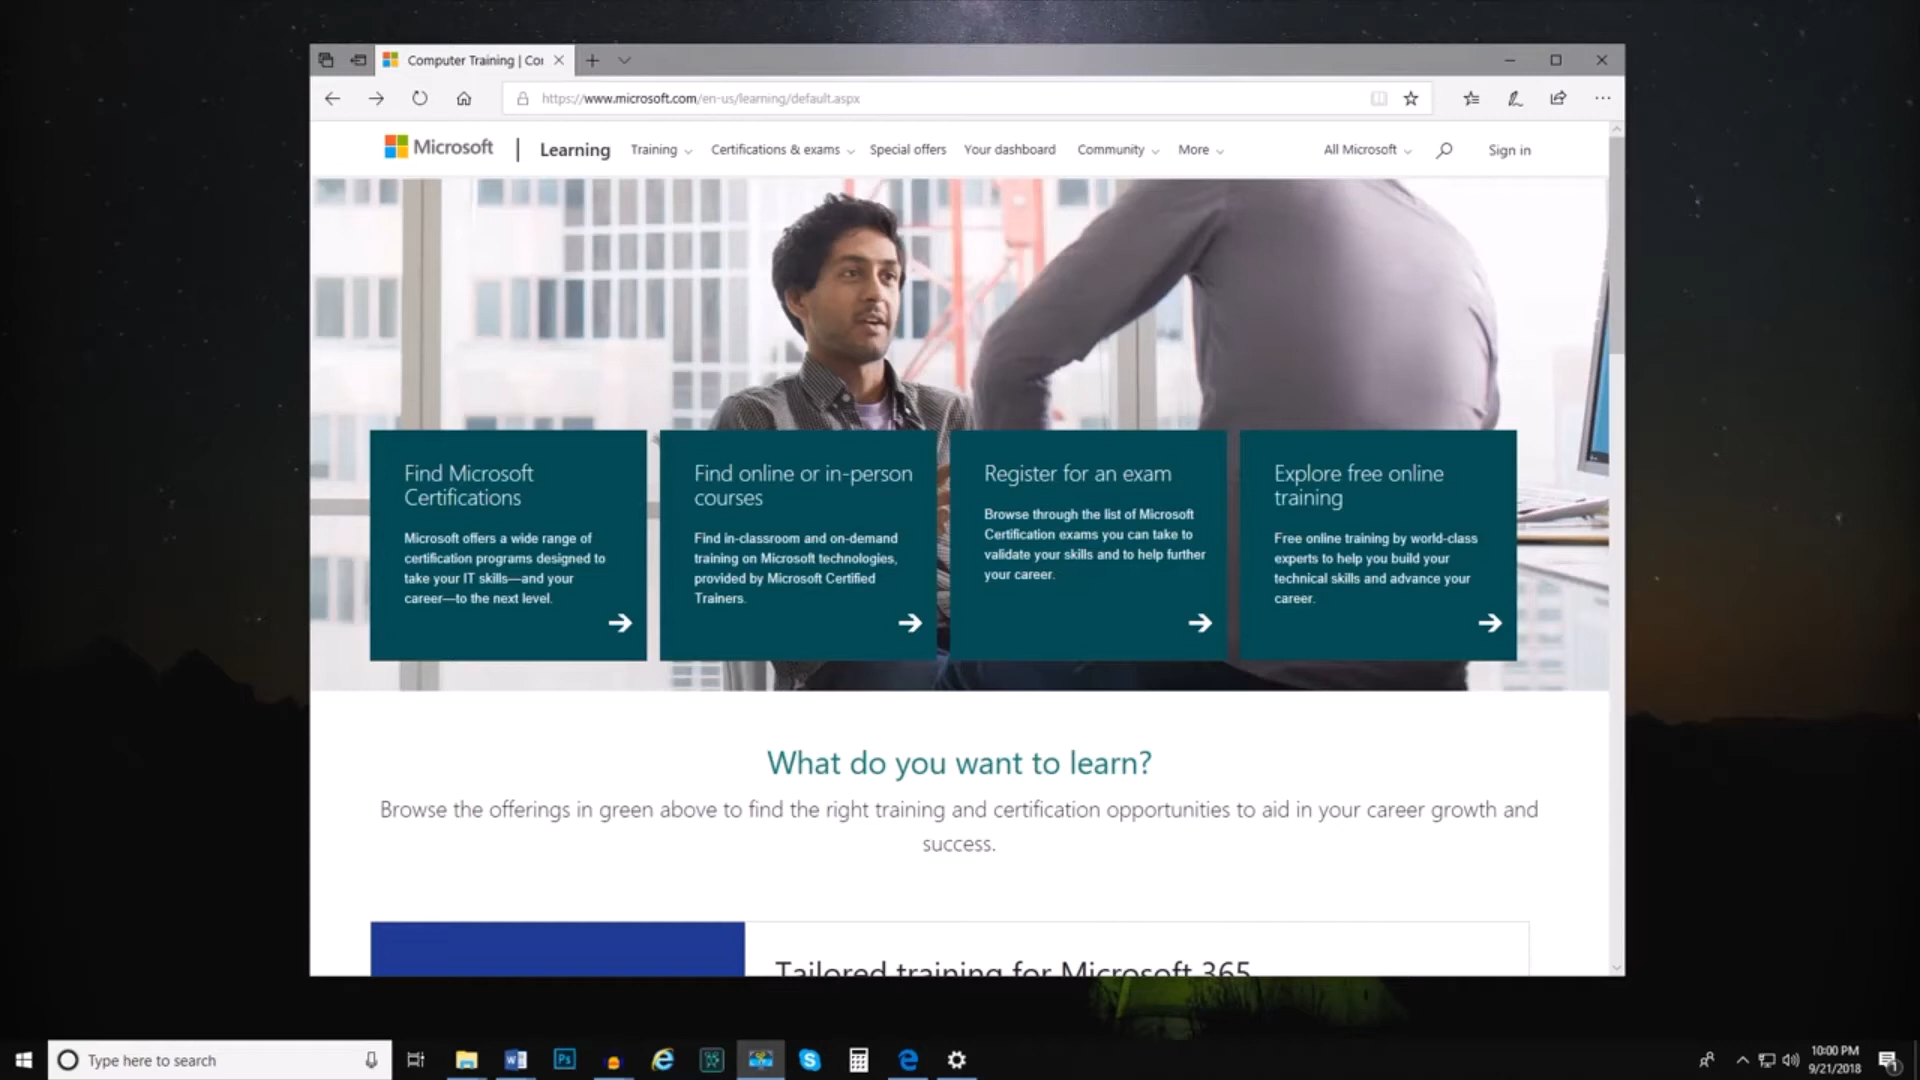 Computer Training | Cor
https://www.microsoft.com/en-us/learning/default.aspx
Microsoft | Learning Training Certifications & exams Special offers Your dashboard Community More All Microsoft Sign in
Find Microsoft
Certifications
Microsoft offers a wide range of
certification programs designed to
take your IT skills—and your
career—to the next level.
Find online or in-person
courses
Find in-classroom and on-demand
training on Microsoft technologies,
provided by Microsoft Certified
Trainers.
Register for an exam
Browse through the list of Microsoft
Certification exams you can take to
validate your skills and to help further
your career.
Explore free online
training
Free online training by world-class
experts to help you build your
technical skills and advance your
career.
What do you want to learn?
Browse the offerings in green above to find the right training and certification opportunities to aid in your career growth and
success.
Tailored training for Microsoft 365
Type here to search
Ps
10:00 PM
9/21/2018
1